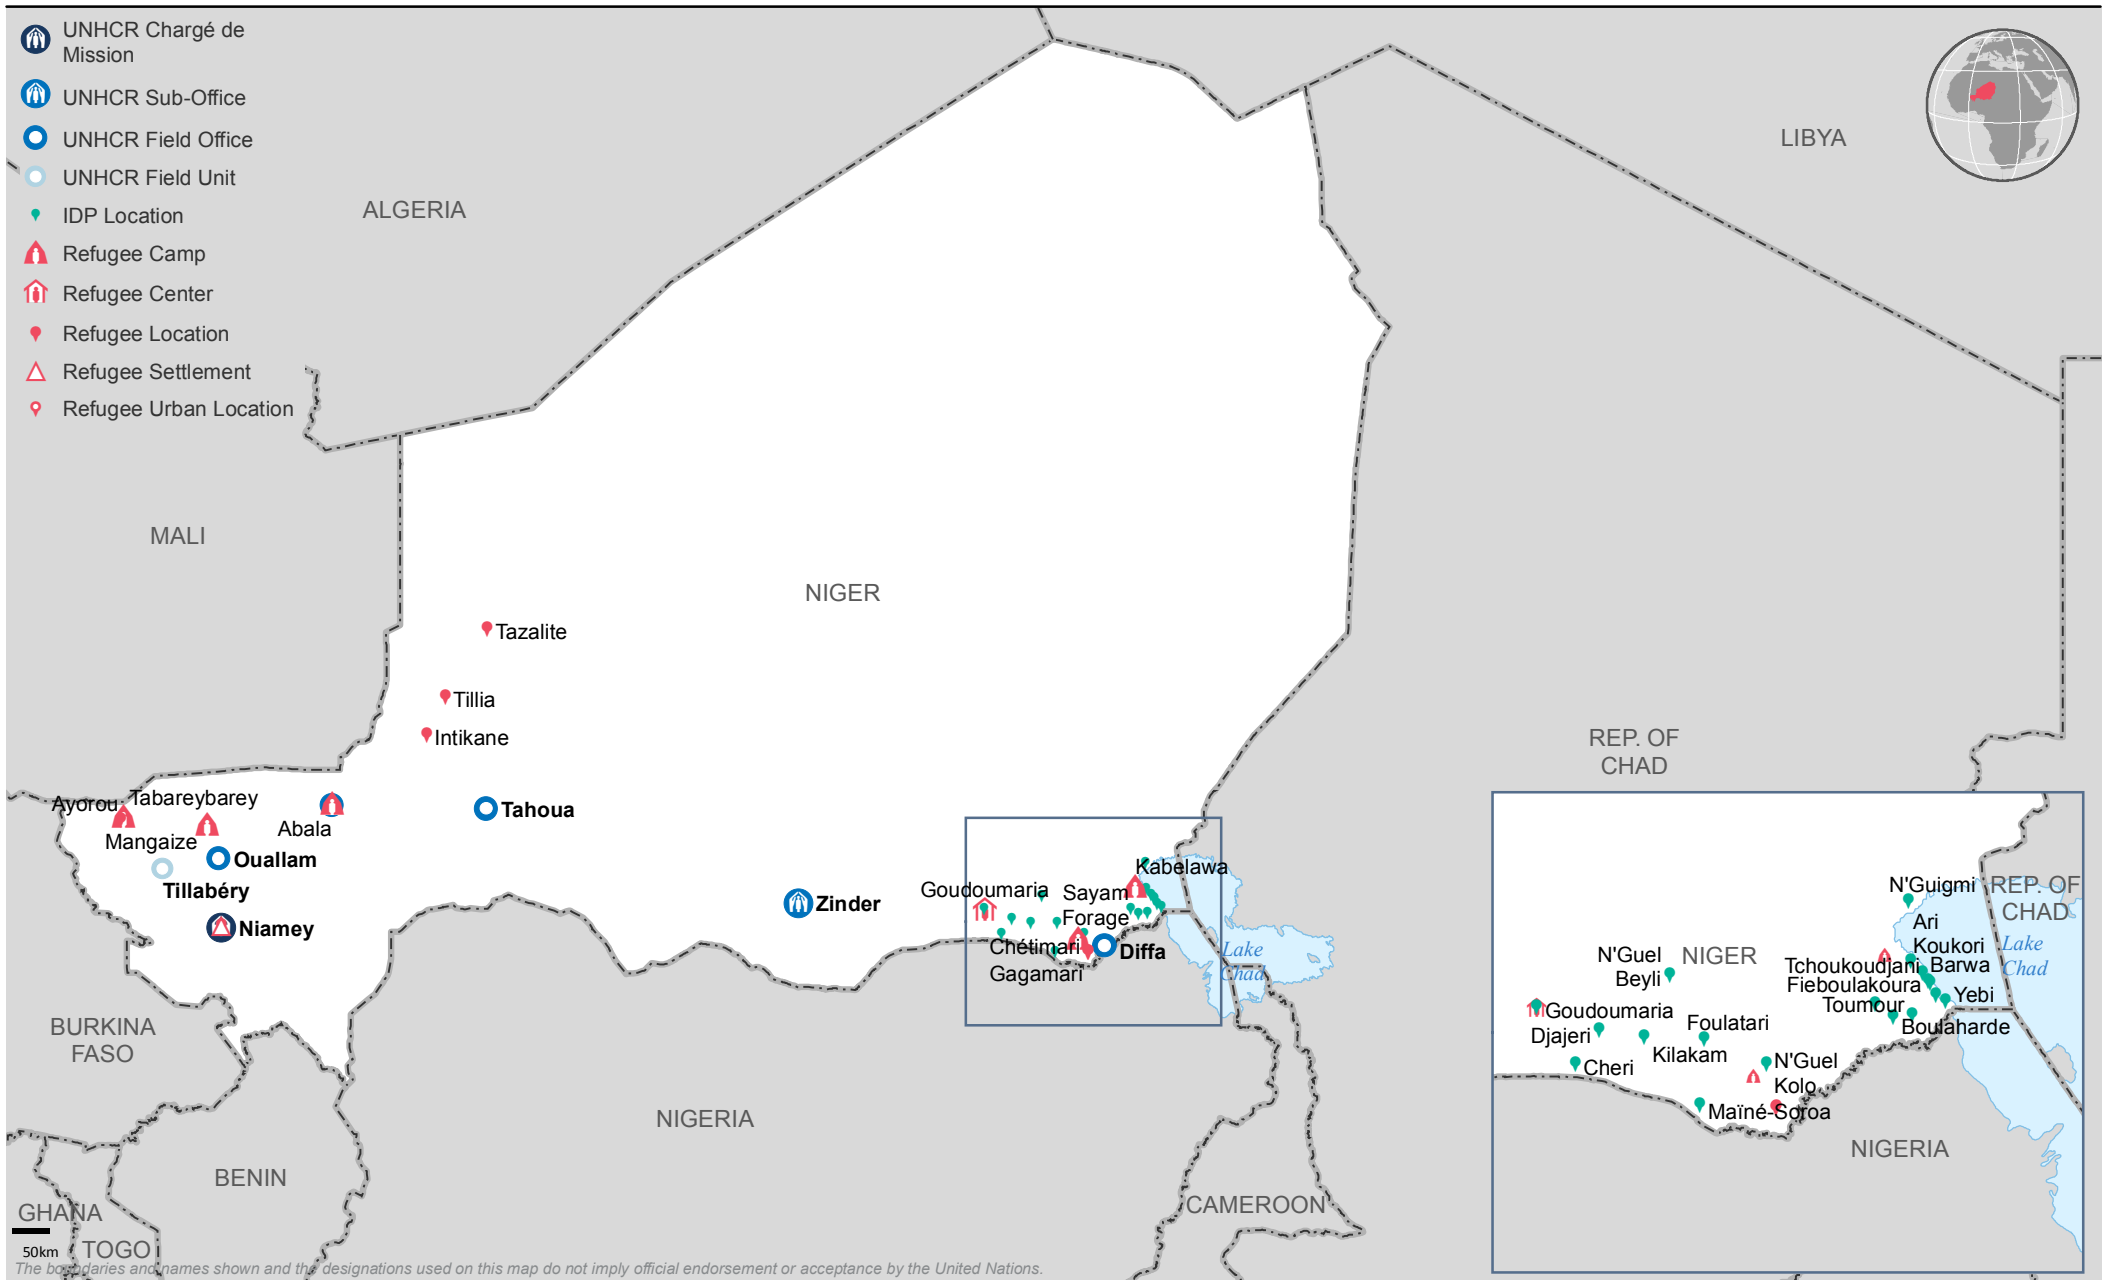 UNHCR Chargé de
Mission
UNHCR Sub-Office
UNHCR Field Office
UNHCR Field Unit
IDP Location
Refugee Camp
Refugee Center
Refugee Location
Refugee Settlement
Refugee Urban Location
ALGERIA
LIBYA
MALI
NIGER
Tazalite
Tillia
Intikane
REP. OF
CHAD
Ayorou
Tabareybarey
Mangaize
Abala
Tahoua
Ouallam
Tillabéry
Niamey
Zinder
Goudoumaria
Kabelawa
Sayam
Forage
Chétimari
Gagamari
Diffa
Lake
Chad
BURKINA
FASO
BENIN
NIGERIA
CAMEROON
GHANA
TOGO
50km
N'Guigmi
REP. OF
CHAD
Ari
Koukori
Barwa
Lake
Chad
N'Guel
Beyli
NIGER
Tchoukoudjani
Fieboulakoura
Toumour
Yebi
Boulaharde
Goudoumaria
Djajeri
Foulatari
Kilakam
Cheri
N'Guel
Kolo
Maïné-Soroa
NIGERIA
The boundaries and names shown and the designations used on this map do not imply official endorsement or acceptance by the United Nations.